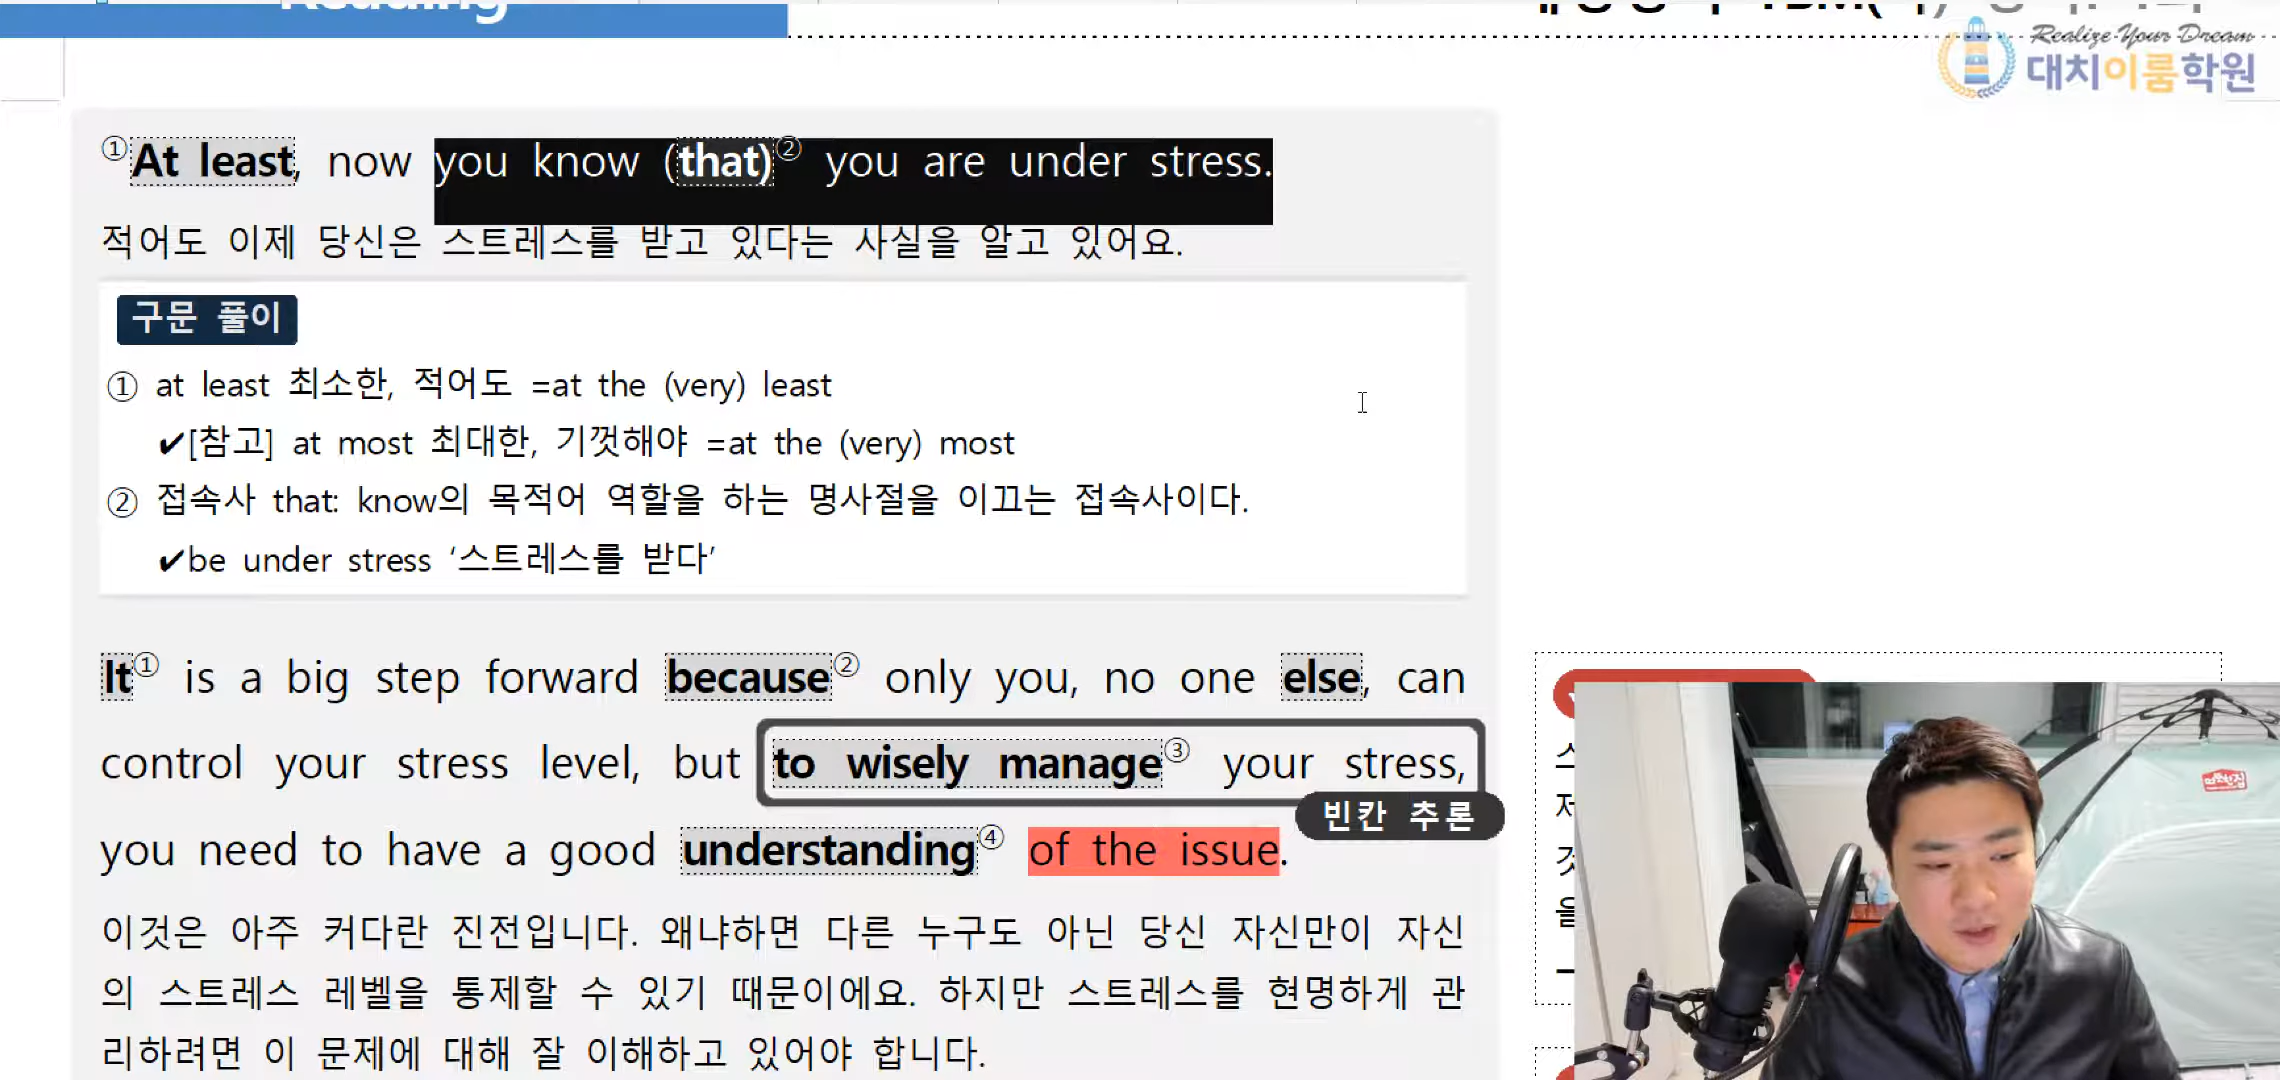 Reading
Realize Your Dream
대치이룸학원
①At least, now you know (that)② you are under stress.
적어도 이제 당신은 스트레스를 받고 있다는 사실을 알고 있어요.
구문 풀이
① at least 최소한, 적어도 =at the (very) least
✔[참고] at most 최대한, 기껏해야 =at the (very) most
② 접속사 that: know의 목적어 역할을 하는 명사절을 이끄는 접속사이다.
✔be under stress ‘스트레스를 받다’
It① is a big step forward because② only you, no one else, can
control your stress level, but to wisely manage③ your stress,
빈칸 추론
you need to have a good understanding④ of the issue.
이것은 아주 커다란 진전입니다. 왜냐하면 다른 누구도 아닌 당신 자신만이 자신
의 스트레스 레벨을 통제할 수 있기 때문이에요. 하지만 스트레스를 현명하게 관
리하려면 이 문제에 대해 잘 이해하고 있어야 합니다.